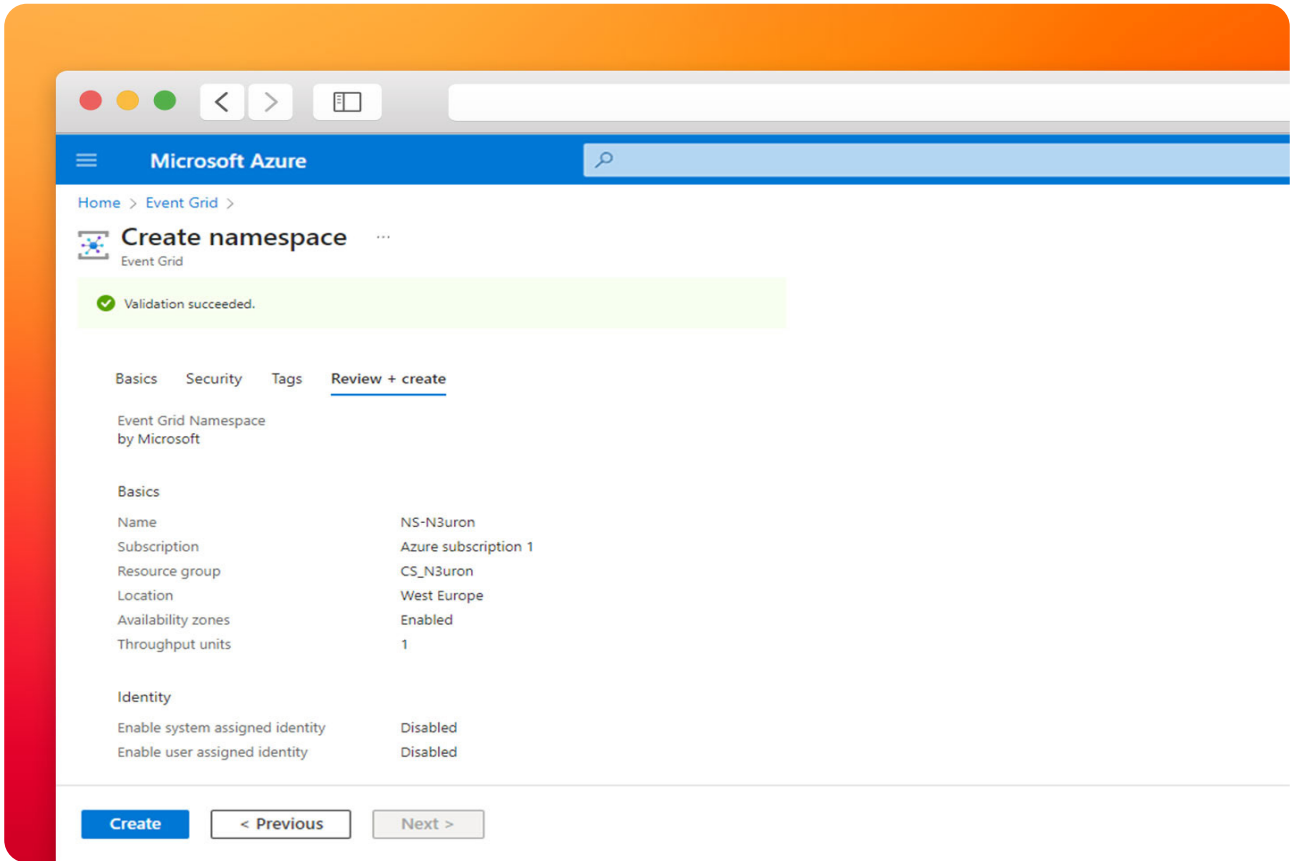 Microsoft Azure
Home > Event Grid >
Create namespace ...
Event Grid
Validation succeeded.
Basics Security Tags Review + create
Event Grid Namespace
by Microsoft
Basics
Name NS-N3uron
Subscription Azure subscription 1
Resource group CS_N3uron
Location West Europe
Availability zones Enabled
Throughput units 1
Identity
Enable system assigned identity Disabled
Enable user assigned identity Disabled
Create < Previous Next >